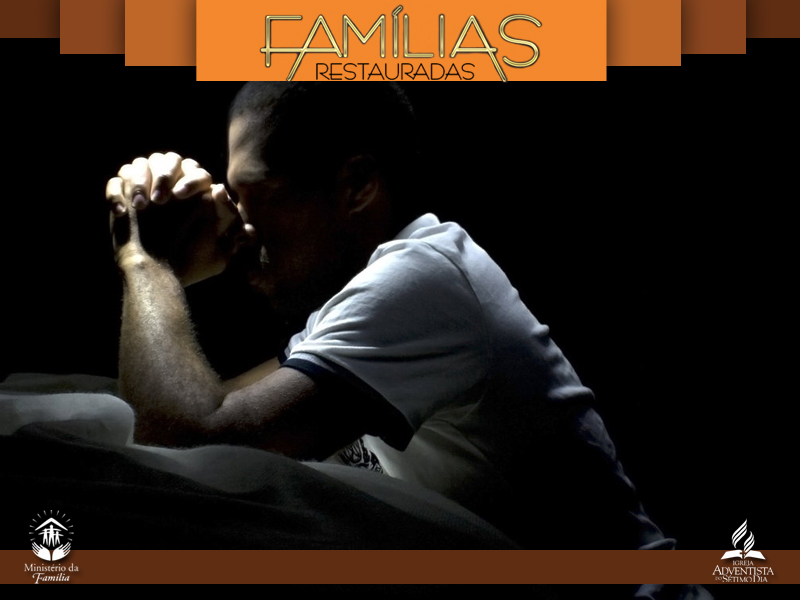 FAMÍLIAS
RESTAURADAS
Ministério da
Família
IGREJA
ADVENTISTA
DO SÉTIMO DIA